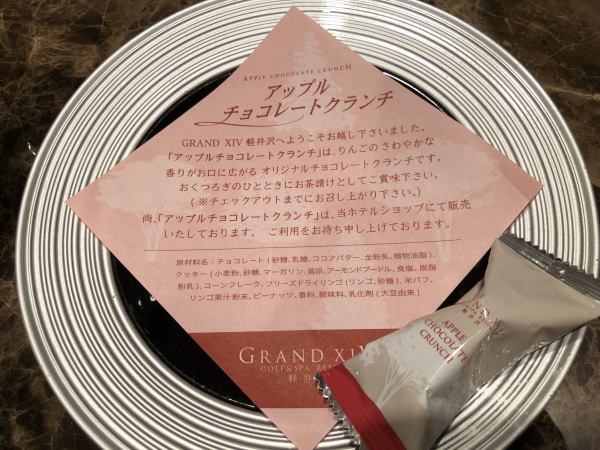 APPLE CHOCOLATE CRUNCH
アップル
チョコレートクランチ
GRAND XIV 軽井沢へようこそお越し下さいました。
「アップルチョコレートクランチ」は、りんごのさわやかな
香りがお口に広がる オリジナルチョコレートクランチです。
おくつろぎのひとときにお茶請けとしてご賞味下さい。
(※チェックアウトまでにお召し上がり下さい。)
尚、「アップルチョコレートクランチ」は、当ホテルショップにて販売
いたしております。 ご利用をお待ち申し上げております。
原材料名：チョコレート(砂糖、乳糖、ココアバター、全粉乳、植物油脂)、
クッキー(小麦粉、砂糖、マーガリン、鶏卵、アーモンドプードル、食塩、脱脂
粉乳)、コーンフレーク、フリーズドライリンゴ(リンゴ、砂糖)、米パフ、
リンゴ果汁粉末、ピーナッツ、香料、酸味料、乳化剤(大豆由来)
GRAND XIV
GOLF&SPA RE
軽井
APPLE
CHOCOLATE
CRUNCH